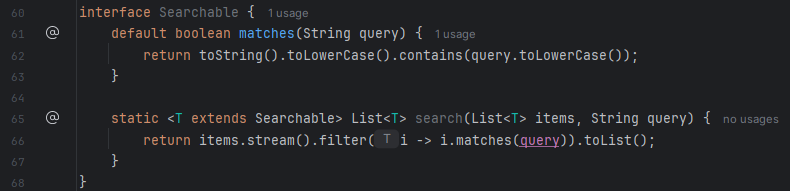 60 interface Searchable { 1 usage
61 @ default boolean matches(String query) { 1 usage
62 return toString().toLowerCase().contains(query.toLowerCase());
63 }
64
65 @ static <T extends Searchable> List<T> search(List<T> items, String query) { no usages
66 return items.stream().filter( T i -> i.matches(query)).toList();
67 }
68 }